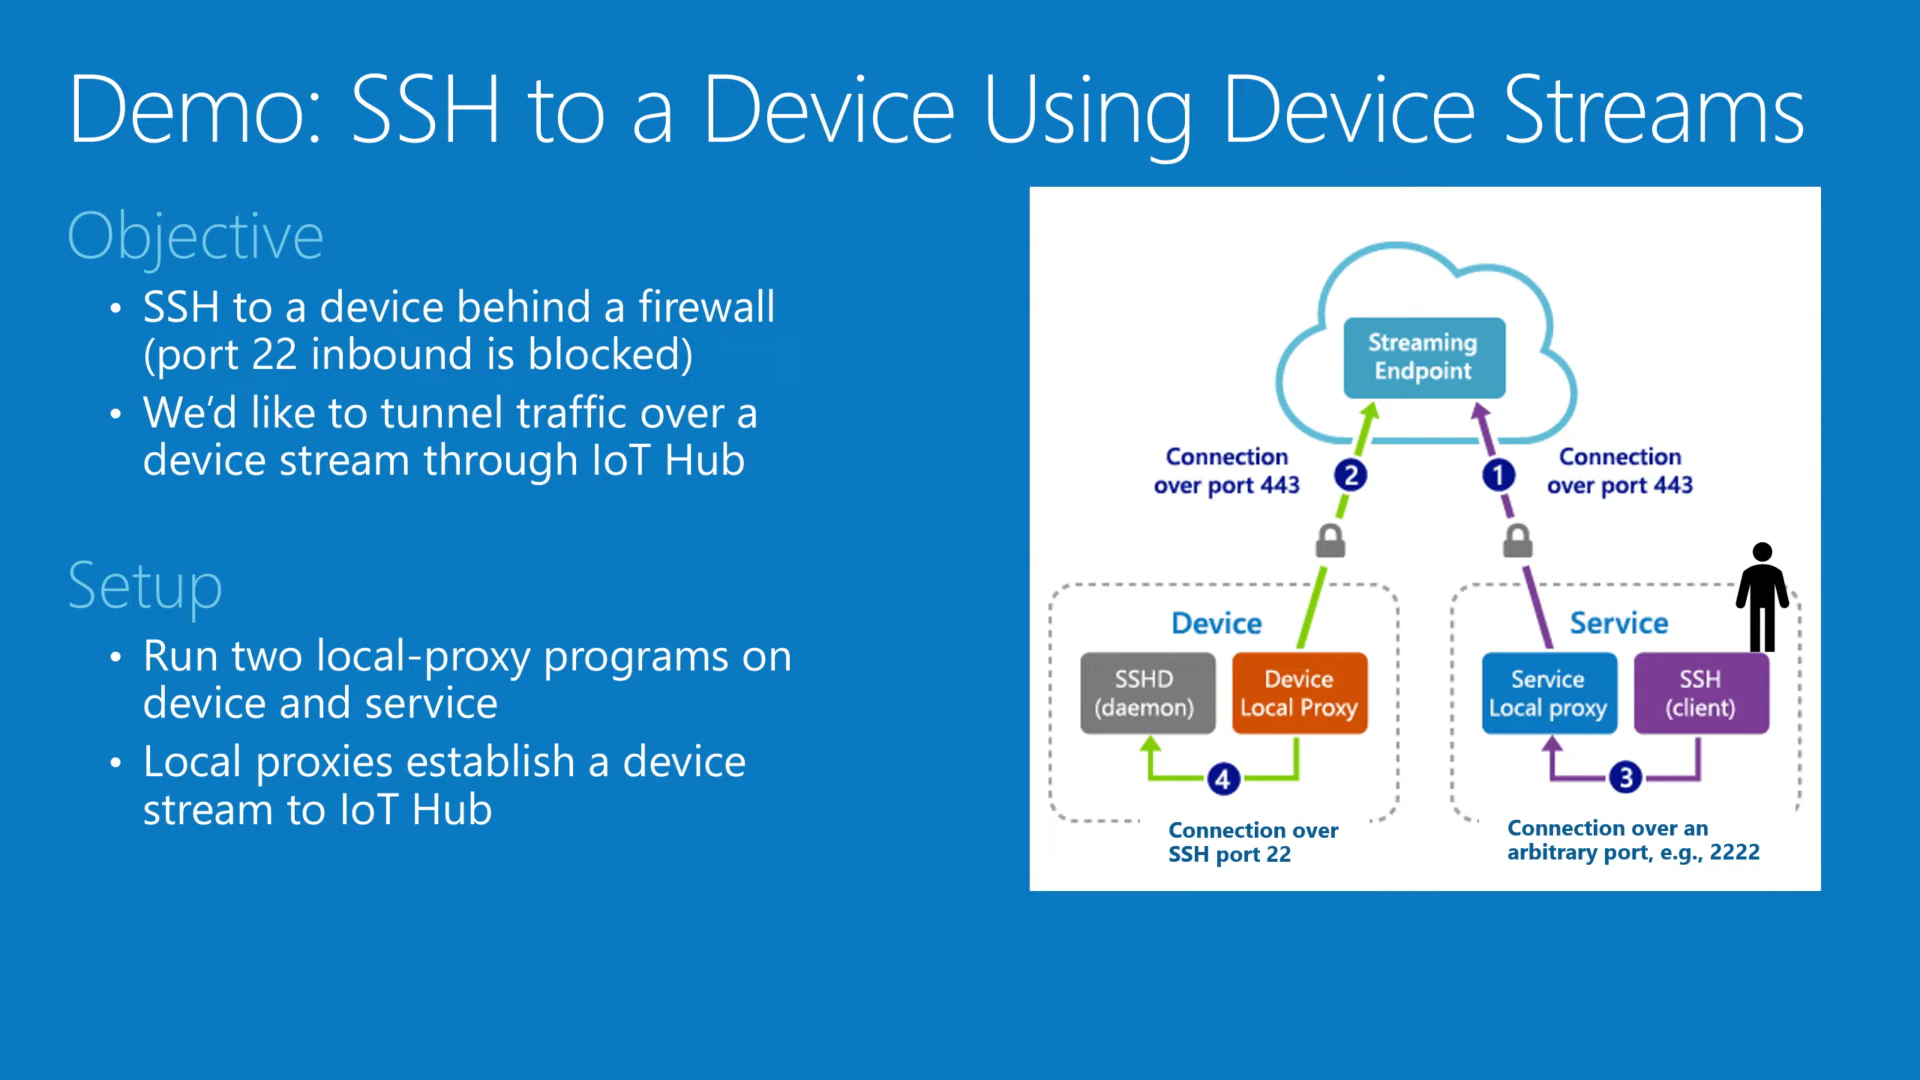 Demo: SSH to a Device Using Device Streams
Objective
• SSH to a device behind a firewall
(port 22 inbound is blocked)
• We’d like to tunnel traffic over a
device stream through IoT Hub
Setup
• Run two local-proxy programs on
device and service
• Local proxies establish a device
stream to IoT Hub
Streaming
Endpoint
Connection
over port 443
2
1
Connection
over port 443
Device
SSHD
(daemon)
Device
Local Proxy
4
Connection over
SSH port 22
Service
Service
Local proxy
SSH
(client)
3
Connection over an
arbitrary port, e.g., 2222